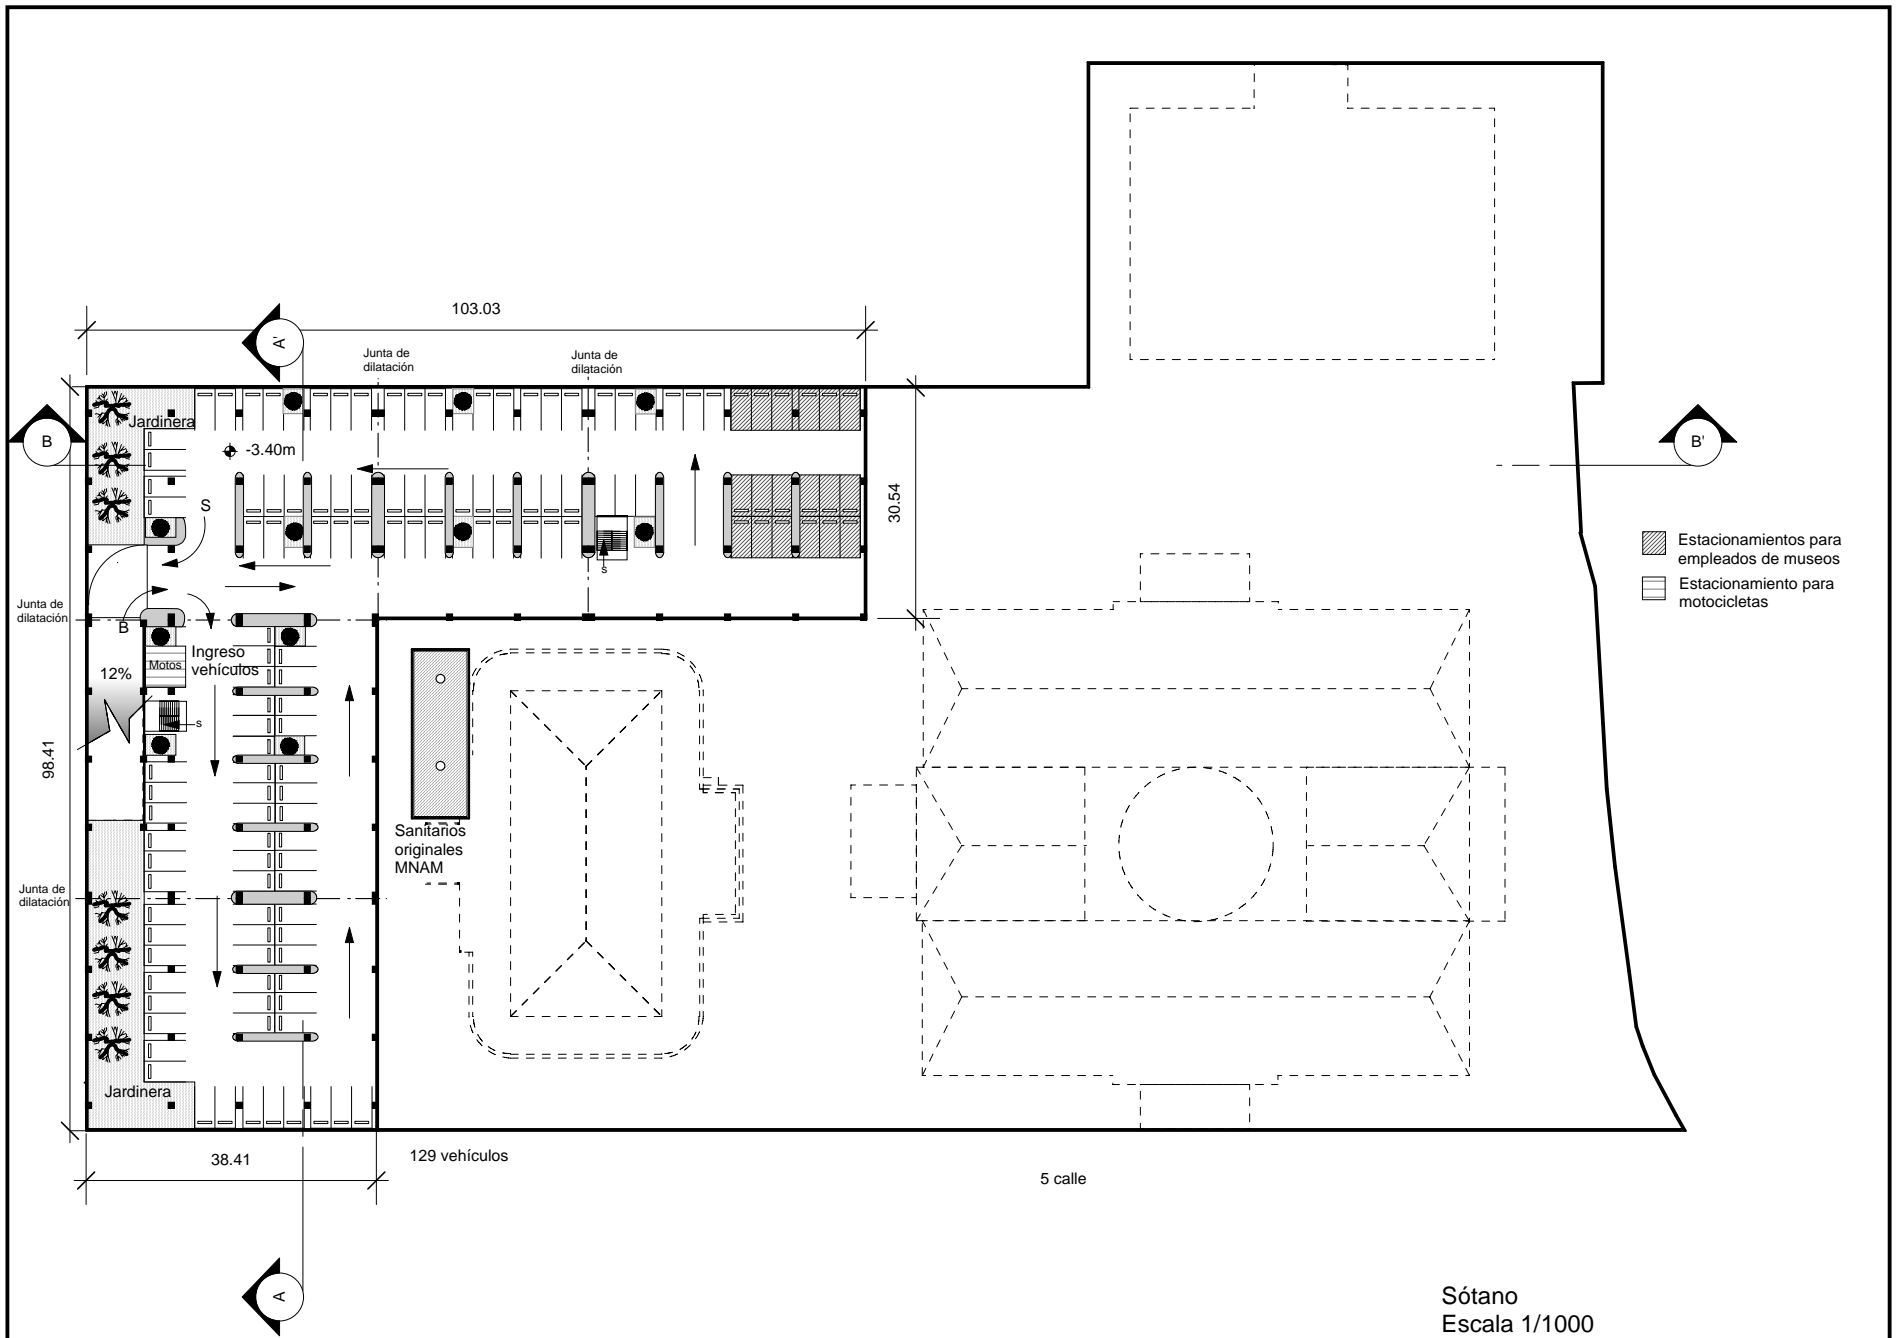 103.03
A'
Junta de
dilatación
Junta de
dilatación
Jardinera
B
-3.40m
B'
S
30.54
Estacionamientos para
empleados de museos
Estacionamiento para
motocicletas
s
Junta de
dilatación
B
Ingreso
vehículos
Motos
12%
s
98.41
Sanitarios
originales
MNAM
Junta de
dilatación
Jardinera
38.41
129 vehículos
5 calle
A
Sótano
Escala 1/1000